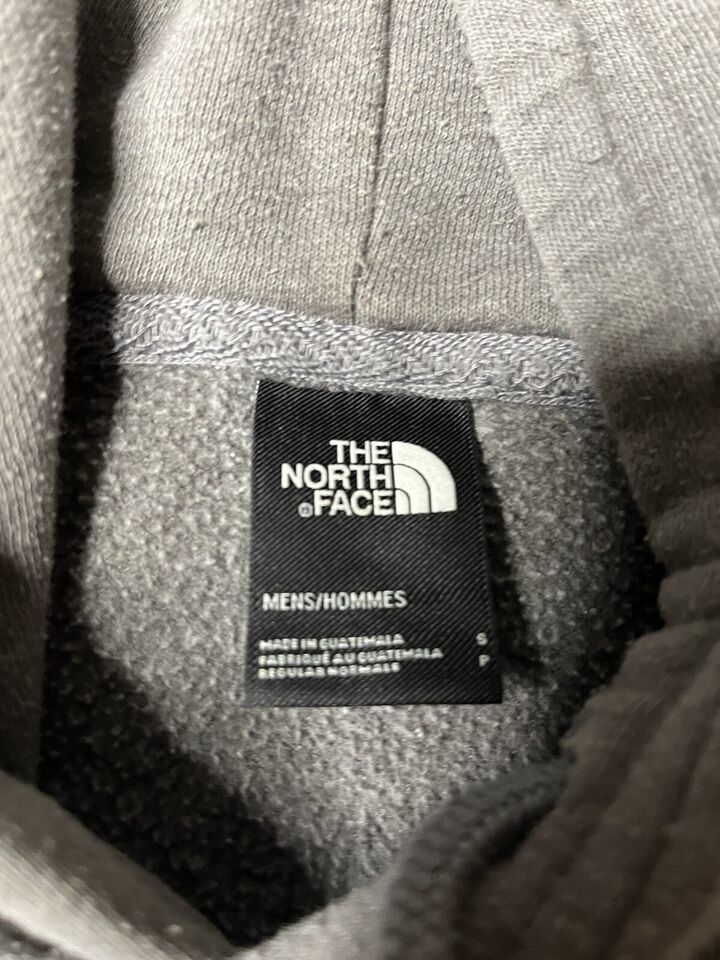 THE
NORTH
®FACE
MENS/HOMMES
MADE IN GUATEMALA S
FABRIQUÉ AU GUATEMALA P
REGULAR NORMALE